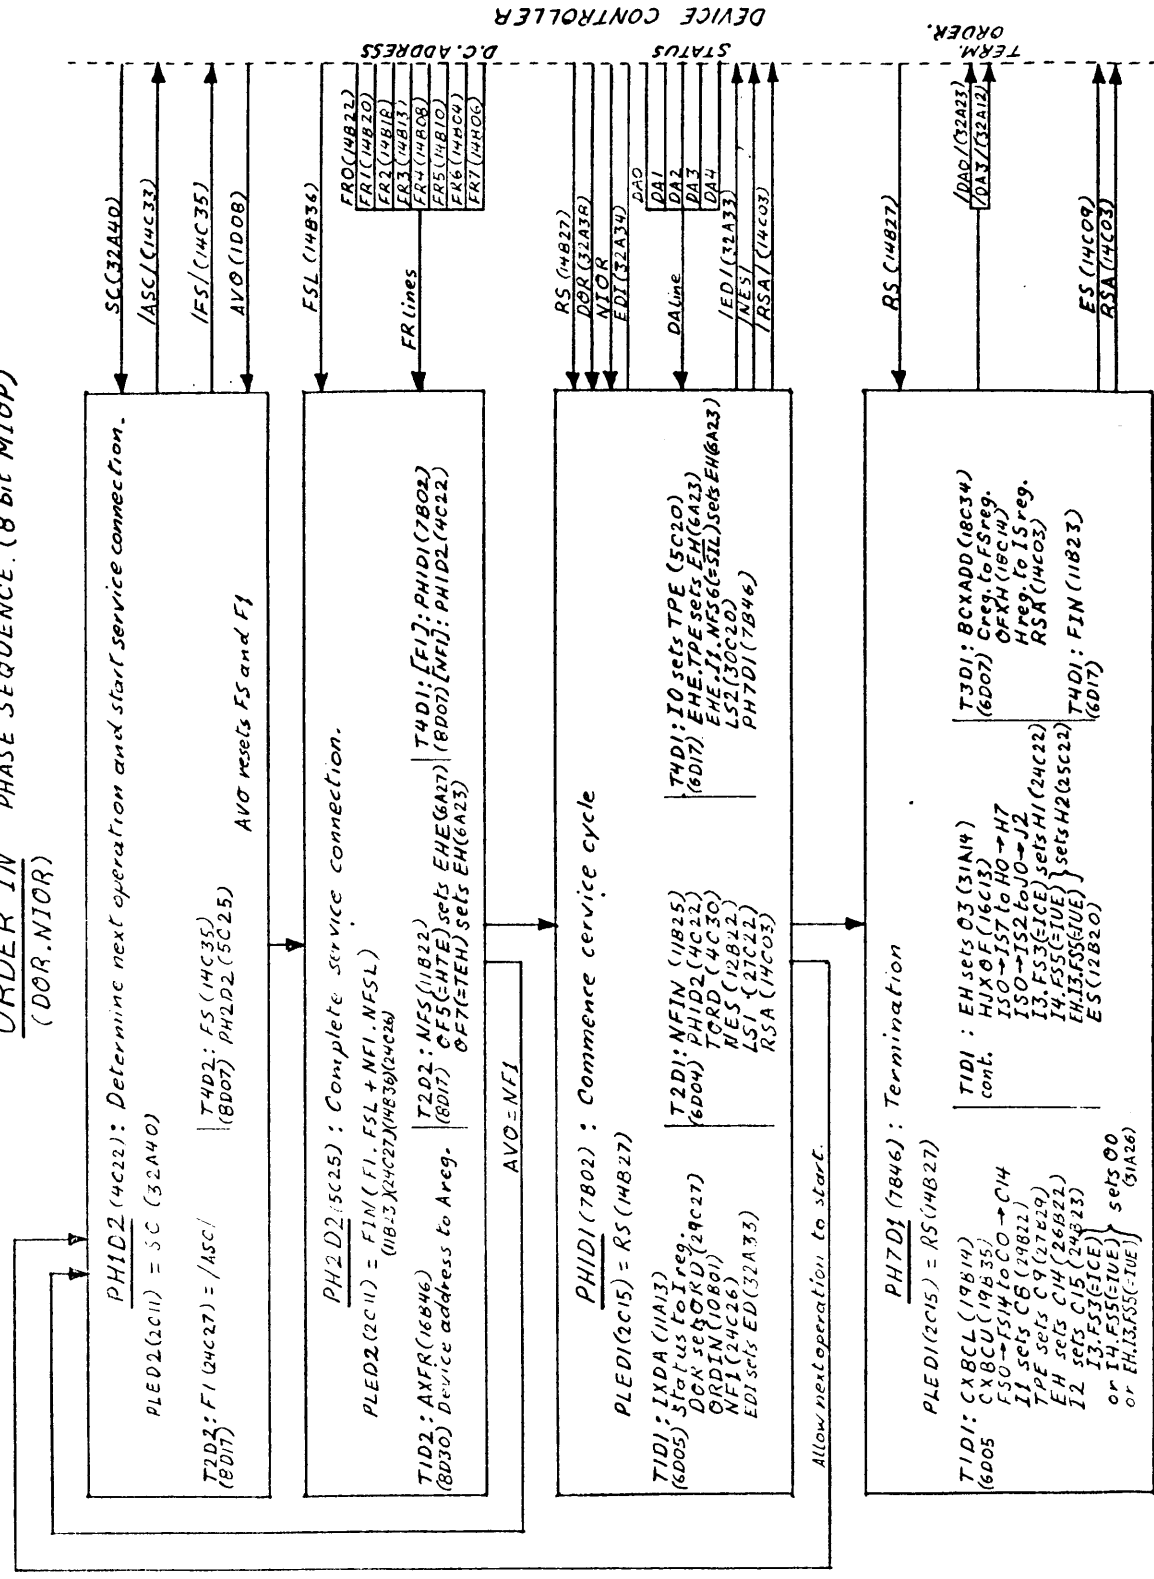 ORDER IN PHASE SEQUENCE. (8 bit MIOP)
(DOR.NIOR)
PH1D2 (4C22): Determine next operation and start service connection.
PLED2(2C11) = SC (32A40)
T2D2: F1 (24C27) = /ASC/
(8D17)
T4D2: FS (14C35)
(8D07) PH2D2 (5C25)
AVO resets FS and F1
SC(32A40)
/ASC/(14C33)
/FS/(14C35)
AVO (1D08)
PH2D2 (5C25): Complete service connection.
PLED2(2C11) = FIN(F1.FSL + NF1.NFSL)
(11B23)(24C27)(14B36)(24C26)
T1D2: AXFR(16B46)
(8D30) Device address to Areg.
T2D2: NFS(11B22)
(8D17) OF5(=HTE) sets EHE(6A27)
OF7(=TEH) sets EH(6A23)
T4D1: [F1]: PH1D1(7B02)
(8D07) [NF1]: PH1D2 (4C22)
FSL (14B36)
FR lines
FR0(14B22)
FR1(14B20)
FR2(14B18)
FR3(14B13)
FR4(14B08)
FR5(14B10)
FR6(14B04)
FR7(14B06)
D.C. ADDRESS
AVO=NF1
PH1D1(7B02): Commence cervice cycle
PLED1(2C15)=RS(14B27)
T1D1: IXDA(11A13)
(6D05) Status to I reg.
DOR sets ORD(29C27)
ORDIN(10B01)
NF1(24C26)
EDI sets ED(32A33)
T2D1: NFIN (11B25)
(6D04) PH1D2(4C22)
TORD (4C30)
NES (12B22)
LS1 (27C22)
RSA (14C03)
T4D1: IO sets TPE (5C20)
(6D17) EHE.TPE sets EH(6A23)
EHE.I1.NFS6(=SIL)sets EH(6A23)
LS2(30C20)
PH7D1(7B46)
RS (14B27)
DOR(32A38)
NIOR
EDI(32A34)
DA line
DA0
DA1
DA2
DA3
DA4
STATUS
/EDI(32A33)
/NES/
/RSA/(14C03)
Allow next operation to start.
PH7D1 (7B46): Termination
PLED1(2C15)=RS(14B27)
T1D1: CXBCL(19B14)
(6D05 CXBCU(19B35)
FS0→FS14 to C0→C14
I1 sets C8(29B22)
TPE sets C9(27B29)
EH sets C14(26B22)
I2 sets C15(24B23)
I3.FS3(=ICE)
or I4.FS5(=IUE) sets O0
or EH.I3.FS5(=IUE) (31A26)
T1D1 : EH sets O3(31A14)
cont. HJXOF(16C13)
IS0→IS7 to H0→H7
IS0→IS2 to J0→J2
I3.FS3(=ICE) sets H1(24C22)
I4.FS5(=IUE)
EH.I3.FS5(=IUE) sets H2(25C22)
ES(12B20)
T3D1: BCXADD(18C34)
(6D07) Creg. to FSreg.
OFXH(18C14)
Hreg. to ISreg.
RSA(14C03)
T4D1: FIN(11B23)
(6D17)
RS (14B27)
/DA0/(32A23)
/DA3/(32A12)
TERM.
ORDER.
ES(14C09)
RSA(14C03)
DEVICE CONTROLLER